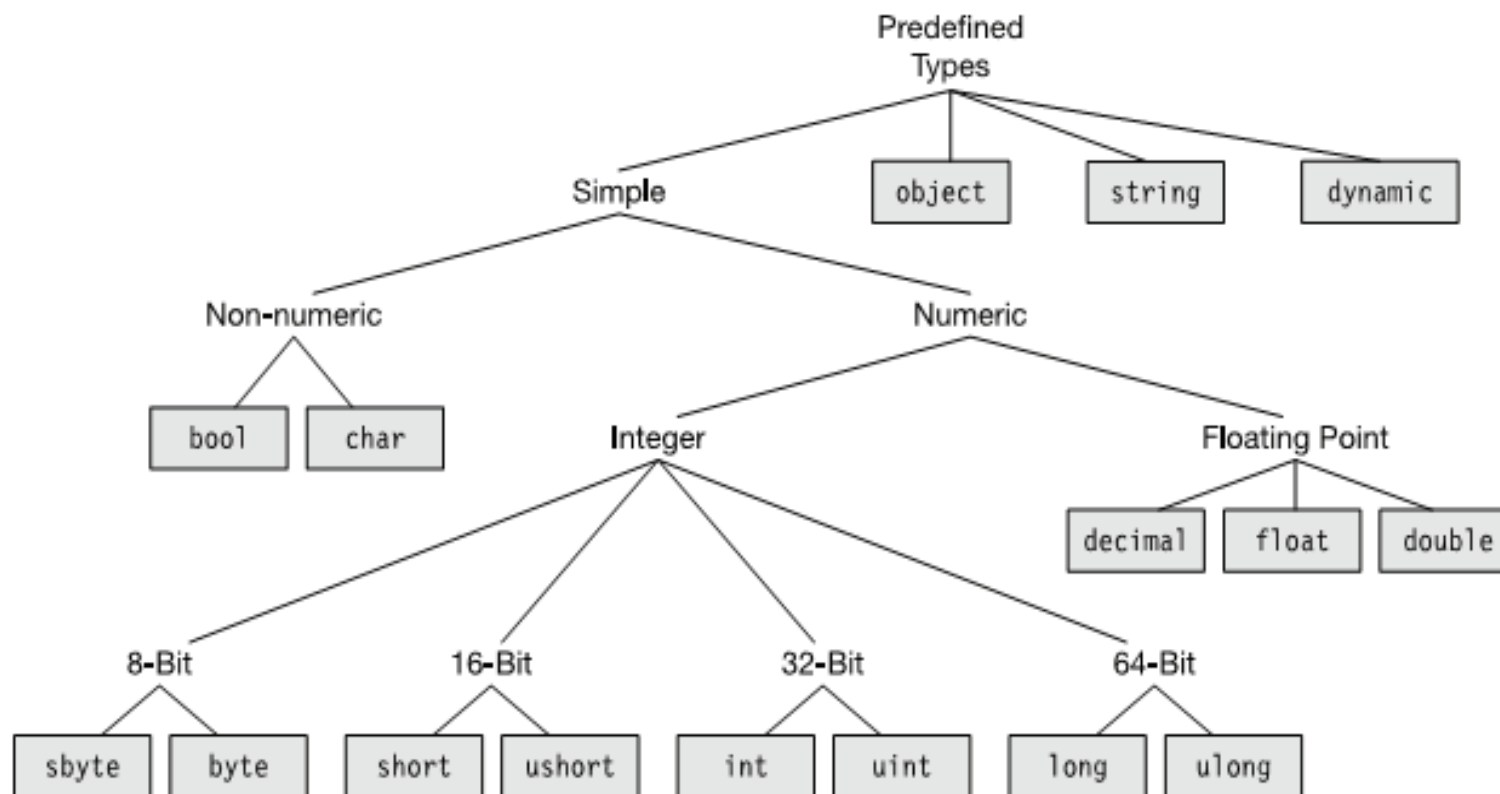 Predefined
Types
Simple
object
string
dynamic
Non-numeric
Numeric
bool
char
Integer
Floating Point
decimal
float
double
8-Bit
16-Bit
32-Bit
64-Bit
sbyte
byte
short
ushort
int
uint
long
ulong